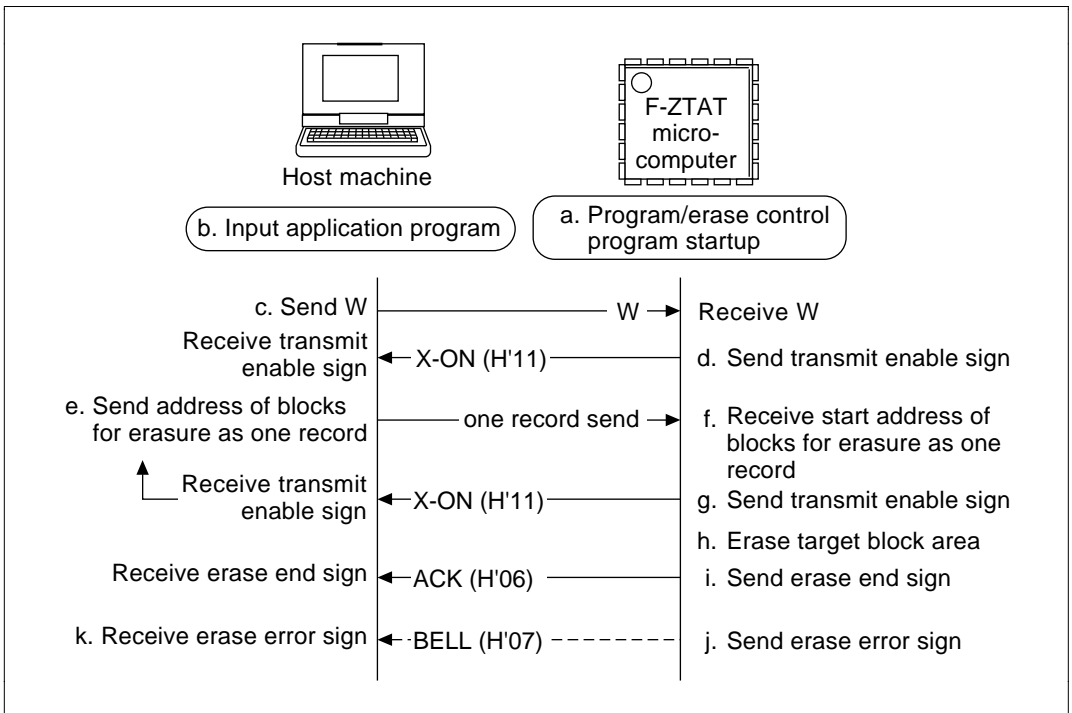 F-ZTAT
micro-
computer
Host machine
b. Input application program
a. Program/erase control
program startup
c. Send W
W
Receive W
Receive transmit
enable sign
X-ON (H'11)
d. Send transmit enable sign
e. Send address of blocks
for erasure as one record
one record send
f. Receive start address of
blocks for erasure as one
record
Receive transmit
enable sign
X-ON (H'11)
g. Send transmit enable sign
h. Erase target block area
Receive erase end sign
ACK (H'06)
i. Send erase end sign
k. Receive erase error sign
BELL (H'07)
j. Send erase error sign